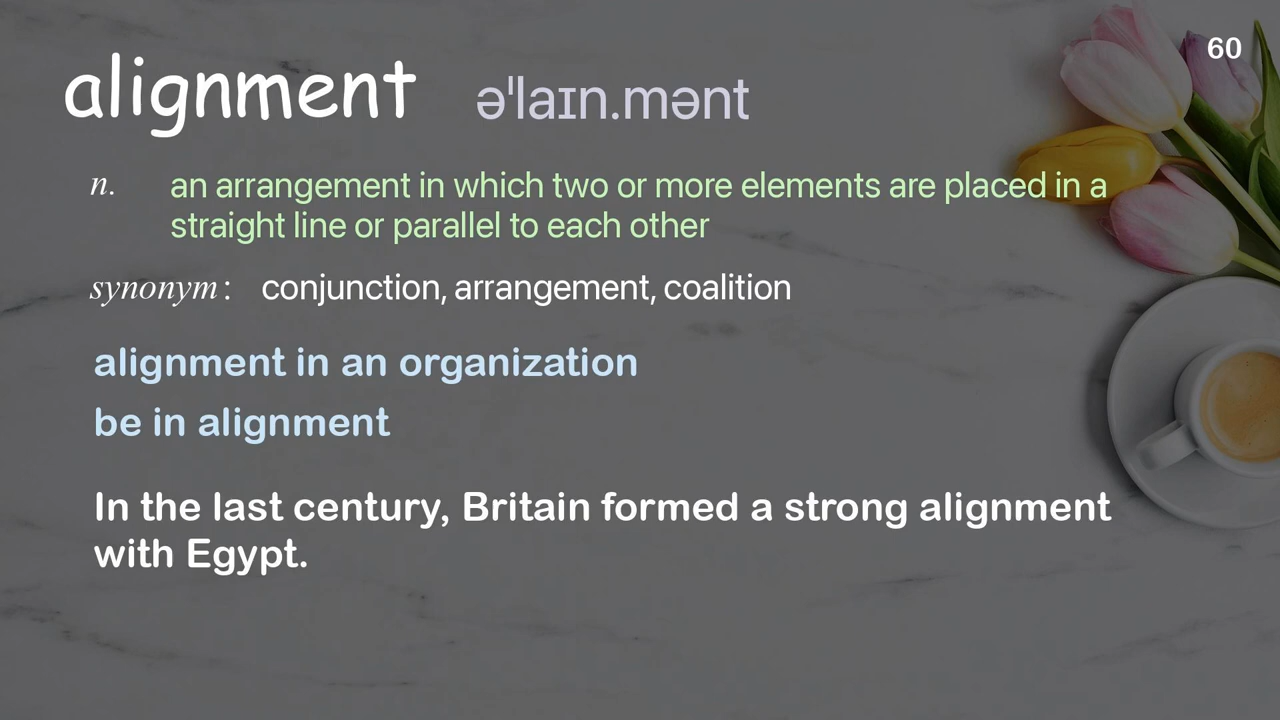 60
alignment əˈlaɪn.mənt
n. an arrangement in which two or more elements are placed in a
straight line or parallel to each other
synonym: conjunction, arrangement, coalition
alignment in an organization
be in alignment
In the last century, Britain formed a strong alignment
with Egypt.